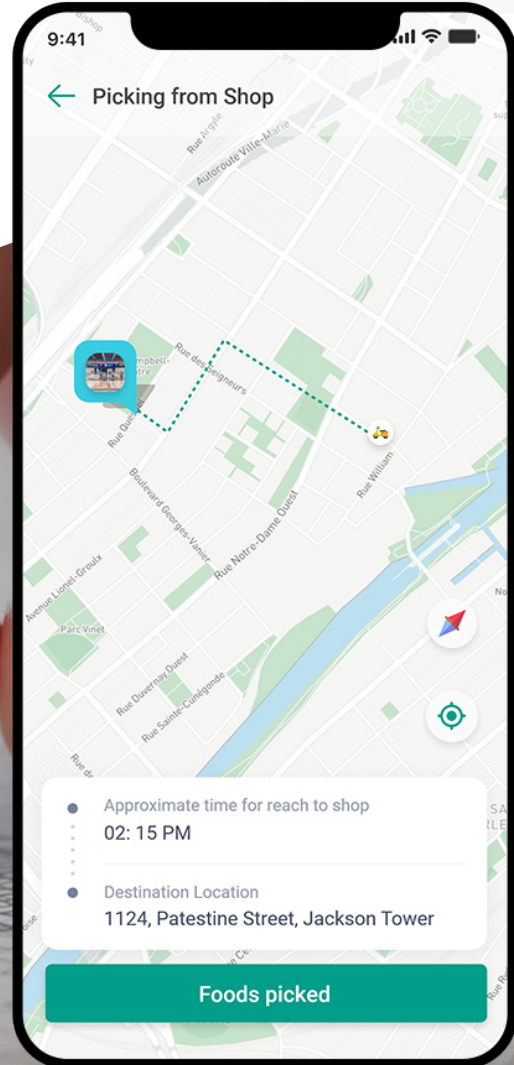 9:41
Picking from Shop
Rue Argyle
Autoroute Ville-Marie
Rue des Seigneurs
Boulevard Georges-Vanier
Rue William
Rue Notre-Dame Ouest
Avenue Lionel-Groulx
Parc Vinet
Rue Duvernay Ouest
Rue Sainte-Cunégonde
Approximate time for reach to shop
02: 15 PM
Destination Location
1124, Patestine Street, Jackson Tower
Foods picked